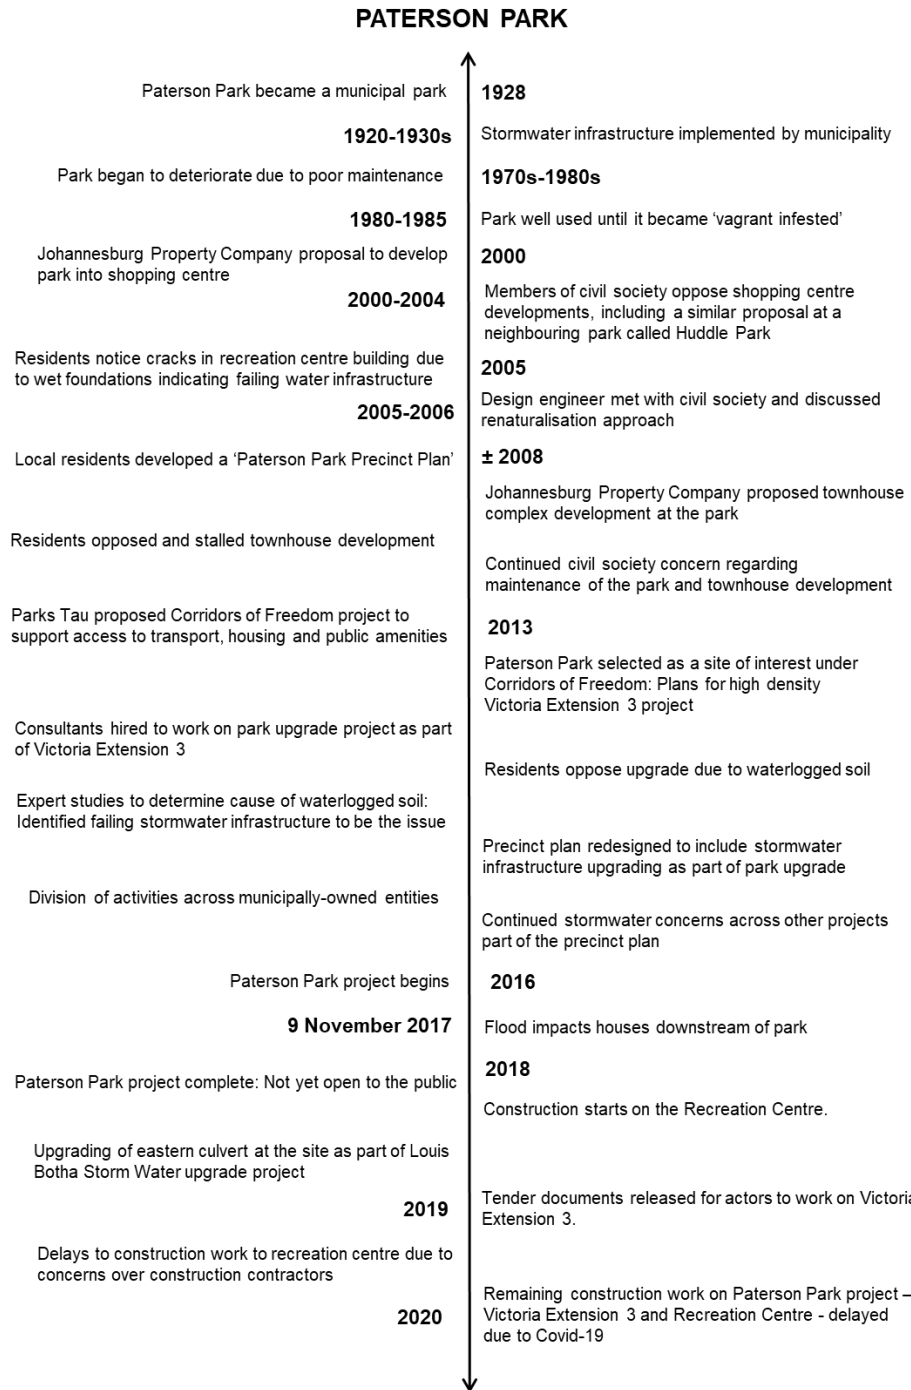 PATERSON PARK
Paterson Park became a municipal park
1928
1920-1930s
Stormwater infrastructure implemented by municipality
Park began to deteriorate due to poor maintenance
1970s-1980s
1980-1985
Park well used until it became ‘vagrant infested’
Johannesburg Property Company proposal to develop
park into shopping centre
2000
2000-2004
Members of civil society oppose shopping centre
developments, including a similar proposal at a
neighbouring park called Huddle Park
Residents notice cracks in recreation centre building due
to wet foundations indicating failing water infrastructure
2005
2005-2006
Design engineer met with civil society and discussed
renaturalisation approach
Local residents developed a ‘Paterson Park Precinct Plan’
± 2008
Johannesburg Property Company proposed townhouse
complex development at the park
Residents opposed and stalled townhouse development
Continued civil society concern regarding
maintenance of the park and townhouse development
Parks Tau proposed Corridors of Freedom project to
support access to transport, housing and public amenities
2013
Paterson Park selected as a site of interest under
Corridors of Freedom: Plans for high density
Victoria Extension 3 project
Consultants hired to work on park upgrade project as part
of Victoria Extension 3
Residents oppose upgrade due to waterlogged soil
Expert studies to determine cause of waterlogged soil:
Identified failing stormwater infrastructure to be the issue
Precinct plan redesigned to include stormwater
infrastructure upgrading as part of park upgrade
Division of activities across municipally-owned entities
Continued stormwater concerns across other projects
part of the precinct plan
Paterson Park project begins
2016
9 November 2017
Flood impacts houses downstream of park
2018
Paterson Park project complete: Not yet open to the public
Construction starts on the Recreation Centre.
Upgrading of eastern culvert at the site as part of Louis
Botha Storm Water upgrade project
2019
Tender documents released for actors to work on Victoria
Extension 3.
Delays to construction work to recreation centre due to
concerns over construction contractors
2020
Remaining construction work on Paterson Park project –
Victoria Extension 3 and Recreation Centre - delayed
due to Covid-19